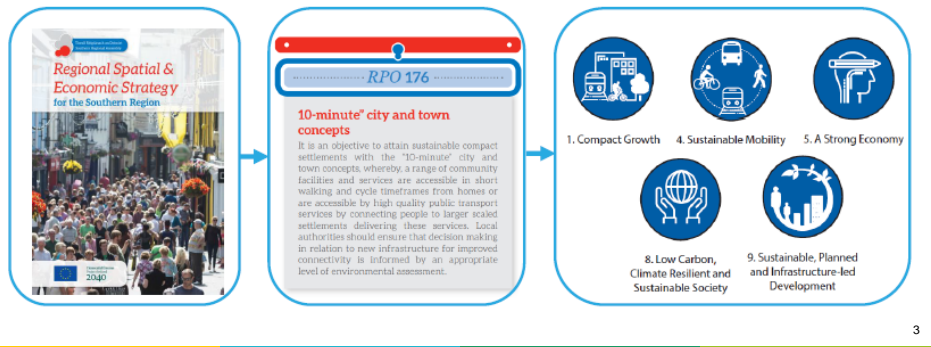 Regional Spatial &
Economic Strategy
for the Southern Region
2040
RPO 176
10-minute" city and town
concepts
It is an objective to attain sustainable compact
settlements with the "10-minute" city and
town concepts, whereby, a range of community
facilities and services are accessible in short
walking and cycle timeframes from homes or
are accessible by high quality public transport
services by connecting people to larger scaled
settlements delivering these services. Local
authorities should ensure that decision making
in relation to new infrastructure for improved
connectivity is informed by an appropriate
level of environmental assessment.
1. Compact Growth
4. Sustainable Mobility
5. A Strong Economy
8. Low Carbon,
Climate Resilient and
Sustainable Society
9. Sustainable, Planned
and Infrastructure-led
Development
3